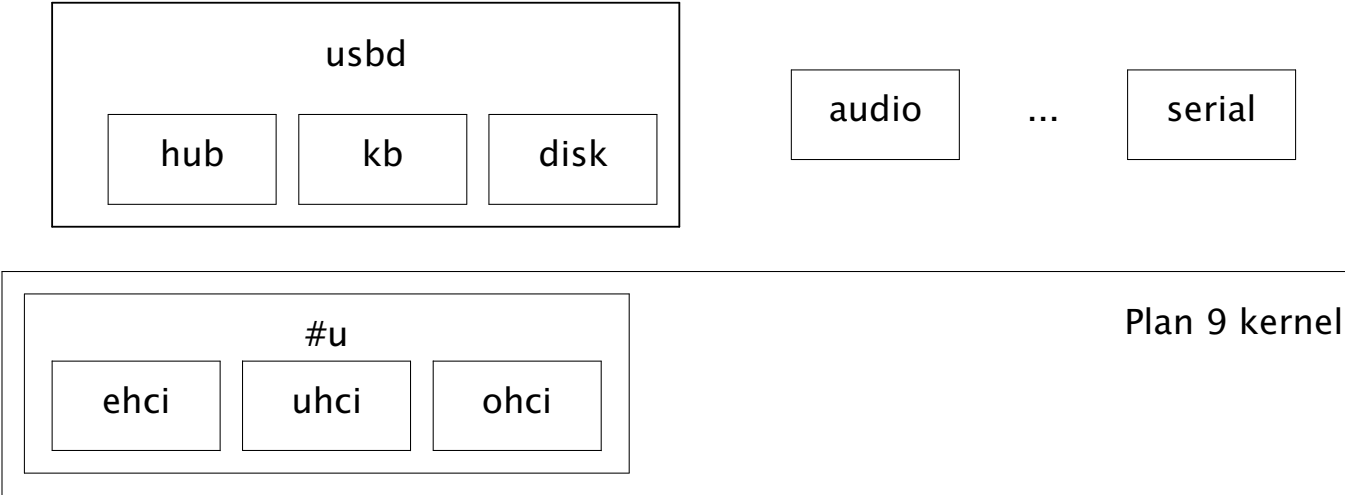 usbd
hub kb disk
audio ... serial
Plan 9 kernel
#u
ehci uhci ohci